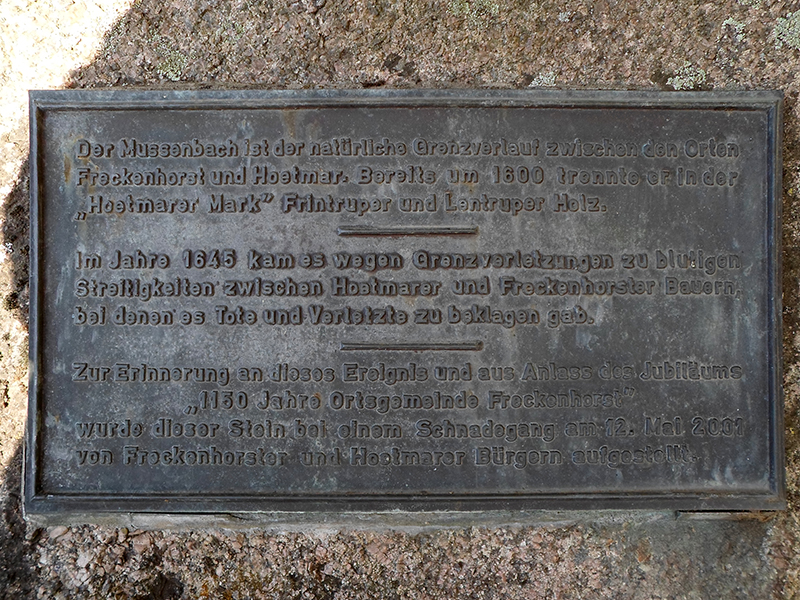 Der Mussenbach ist der natürliche Grenzverlauf zwischen den Orten
Freckenhorst und Hoetmar. Bereits um 1600 trennte er in der
„Hoetmarer Mark” Frintruper und Lentruper Holz.
Im Jahre 1645 kam es wegen Grenzverletzungen zu blutigen
Streitigkeiten zwischen Hoetmarer und Freckenhorster Bauern,
bei denen es Tote und Verletzte zu beklagen gab.
Zur Erinnerung an dieses Ereignis und aus Anlass des Jubiläums
„1150 Jahre Ortsgemeinde Freckenhorst”
wurde dieser Stein bei einem Schnadegang am 12. Mai 2001
von Freckenhorster und Hoetmarer Bürgern aufgestellt.